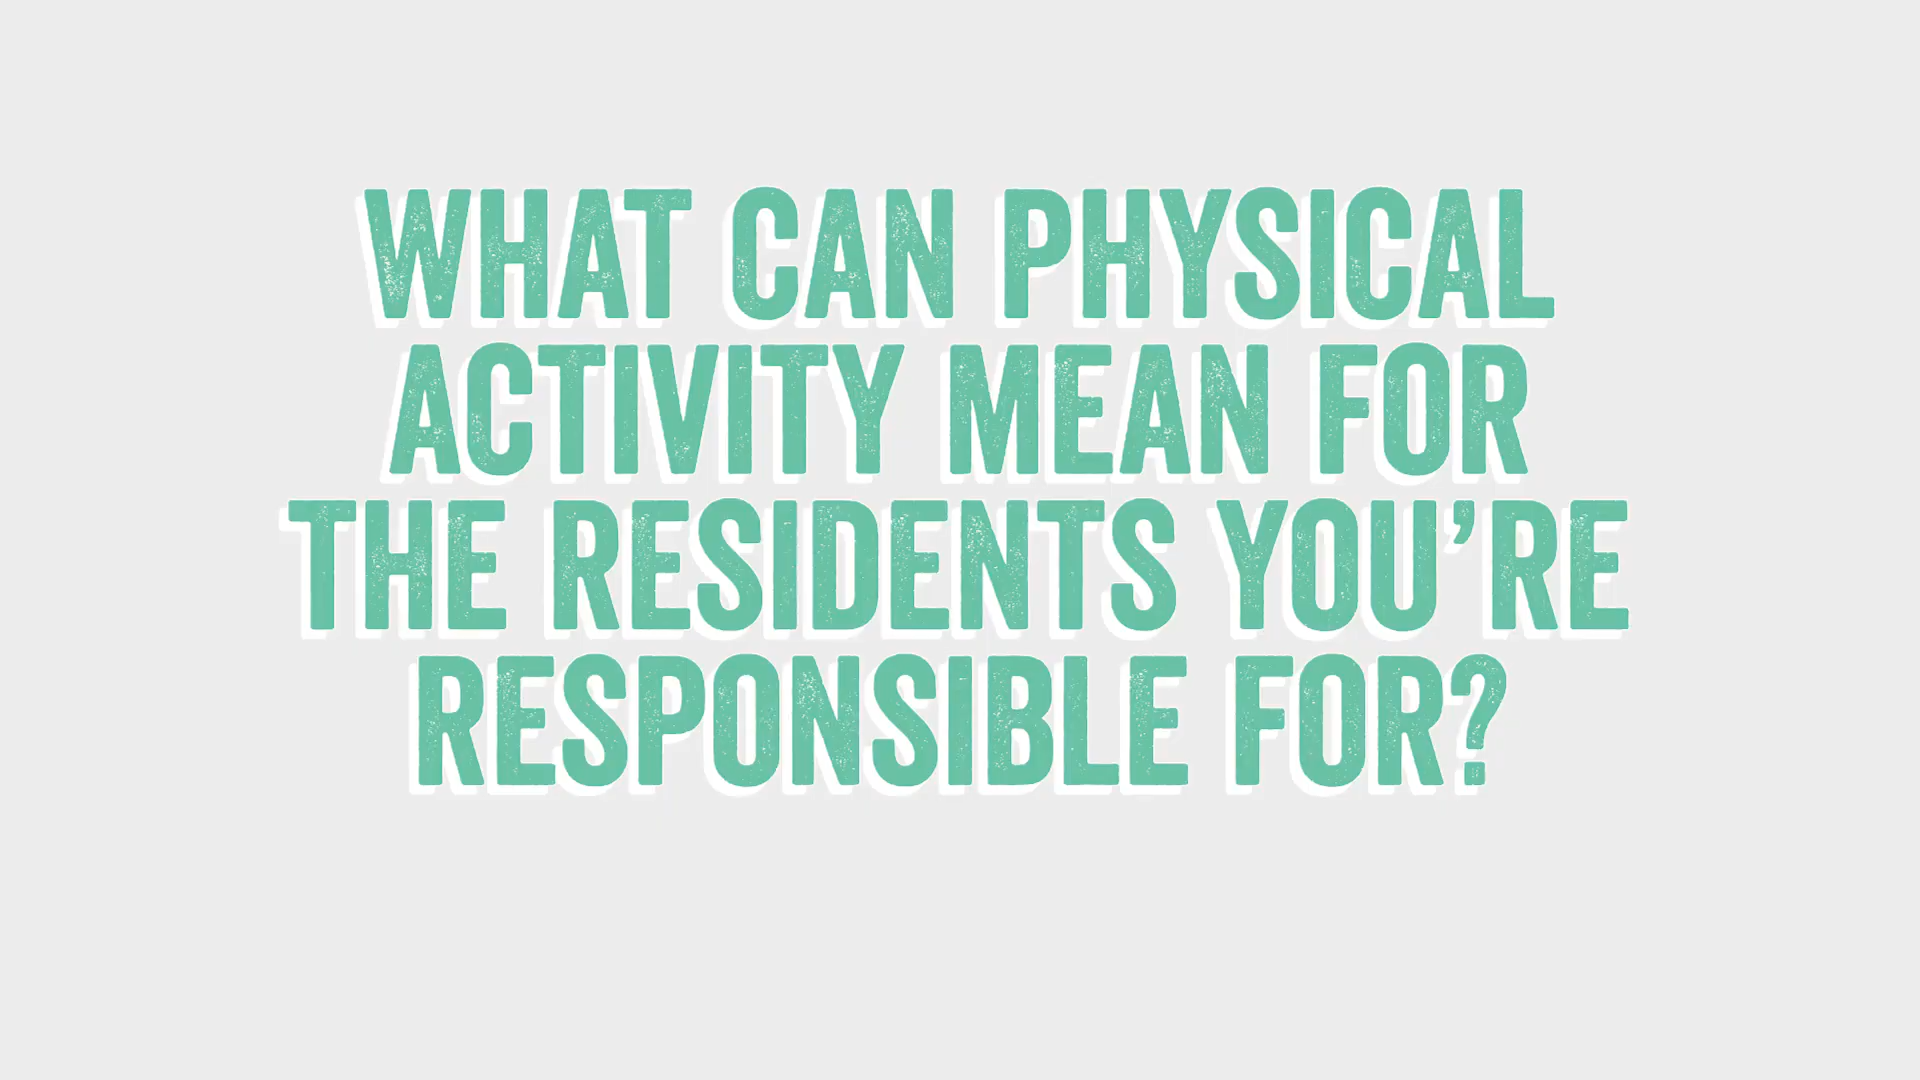 WHAT CAN PHYSICAL
ACTIVITY MEAN FOR
THE RESIDENTS YOU’RE
RESPONSIBLE FOR?